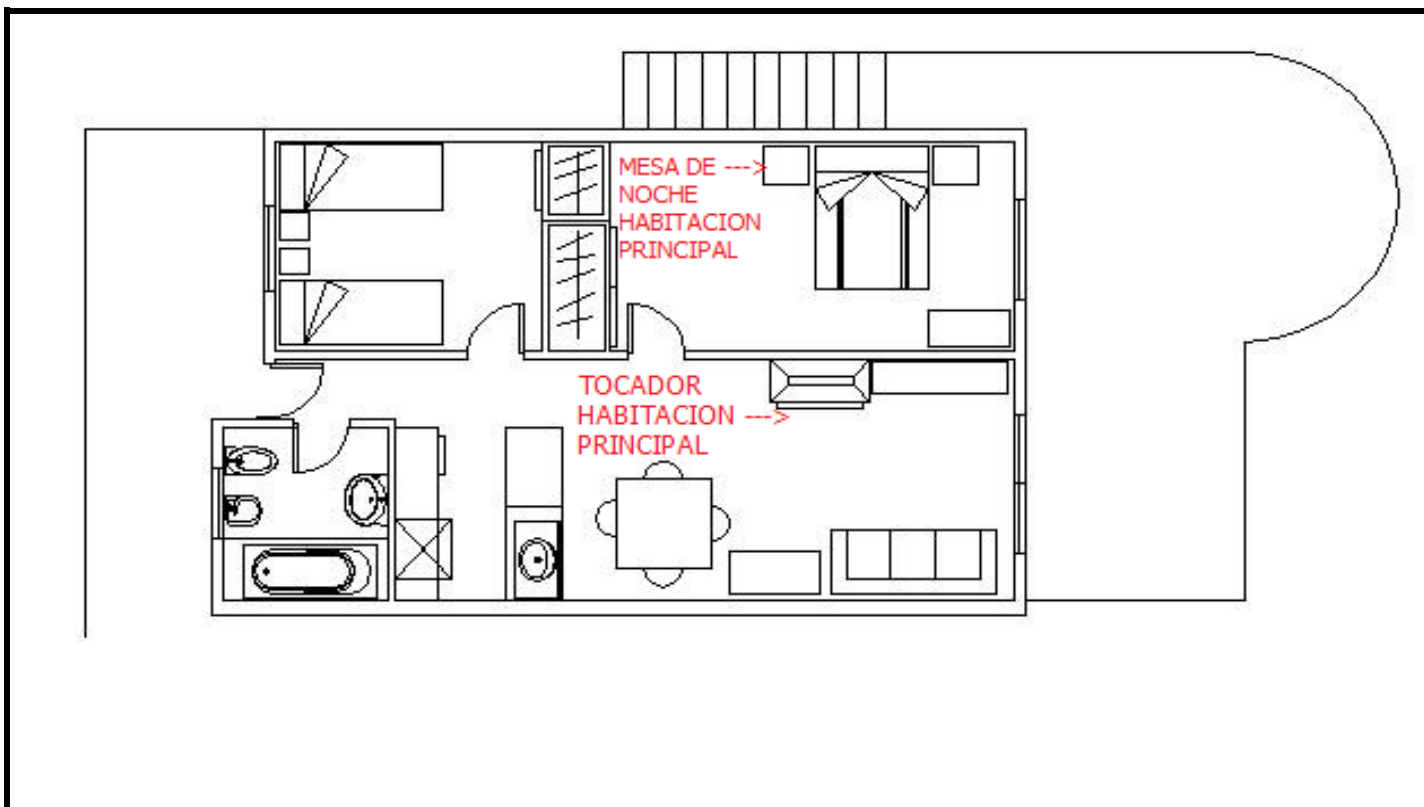 MESA DE --->
NOCHE
HABITACION
PRINCIPAL
TOCADOR
HABITACION --->
PRINCIPAL